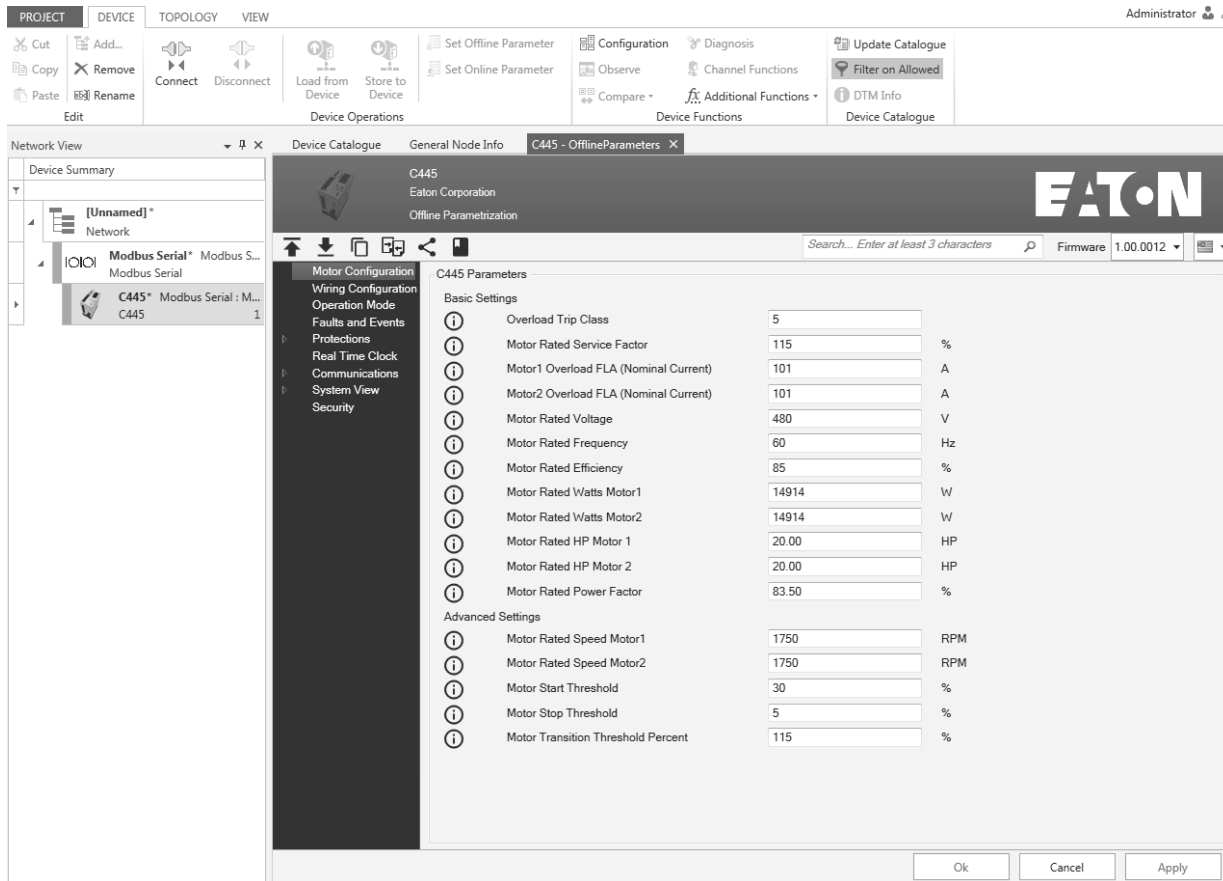 PROJECT DEVICE TOPOLOGY VIEW Administrator
Cut Add... Set Offline Parameter Configuration Diagnosis Update Catalogue
Copy Remove Connect Disconnect Load from Device Store to Device Set Online Parameter Observe Channel Functions Filter on Allowed
Paste Rename Compare fx Additional Functions DTM Info
Edit Device Operations Device Functions Device Catalogue
Network View Device Catalogue General Node Info C445 - OfflineParameters
Device Summary
[Unnamed]*
Network
Modbus Serial* Modbus S...
Modbus Serial
C445* Modbus Serial : M...
C445 1
C445
Eaton Corporation
Offline Parametrization
EATON
Search... Enter at least 3 characters Firmware 1.00.0012
Motor Configuration
Wiring Configuration
Operation Mode
Faults and Events
Protections
Real Time Clock
Communications
System View
Security
C445 Parameters
Basic Settings
Overload Trip Class 5
Motor Rated Service Factor 115 %
Motor1 Overload FLA (Nominal Current) 101 A
Motor2 Overload FLA (Nominal Current) 101 A
Motor Rated Voltage 480 V
Motor Rated Frequency 60 Hz
Motor Rated Efficiency 85 %
Motor Rated Watts Motor1 14914 W
Motor Rated Watts Motor2 14914 W
Motor Rated HP Motor 1 20.00 HP
Motor Rated HP Motor 2 20.00 HP
Motor Rated Power Factor 83.50 %
Advanced Settings
Motor Rated Speed Motor1 1750 RPM
Motor Rated Speed Motor2 1750 RPM
Motor Start Threshold 30 %
Motor Stop Threshold 5 %
Motor Transition Threshold Percent 115 %
Ok Cancel Apply